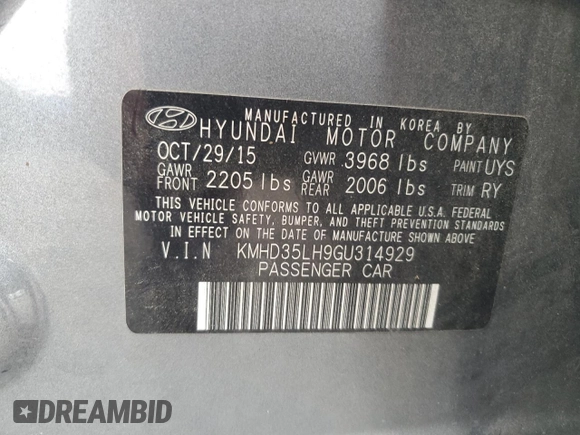 MANUFACTURED IN KOREA BY
HYUNDAI MOTOR COMPANY
OCT/29/15 GVWR 3968 lbs PAINT UYS
GAWR FRONT 2205 lbs GAWR REAR 2006 lbs TRIM RY
THIS VEHICLE CONFORMS TO ALL APPLICABLE U.S.A. FEDERAL
MOTOR VEHICLE SAFETY, BUMPER, AND THEFT PREVENTION STANDARDS
IN EFFECT ON THE DATE OF MANUFACTURE SHOWN ABOVE
V.I.N KMHD35LH9GU314929
PASSENGER CAR
DREAMBID